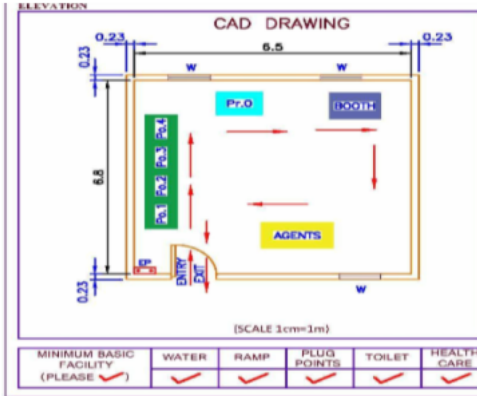 ELEVATION
CAD DRAWING
0.23 6.5 0.23
0.23
W W
Pr.O BOOTH
Po.1 Po.2 Po.3 Po.4
6.8
AGENTS
EP
ENTRY
EXIT
0.23
W
(SCALE 1cm=1m)
MINIMUM BASIC FACILITY (PLEASE ✓)
WATER
RAMP
PLUG POINTS
TOILET
HEALTH CARE